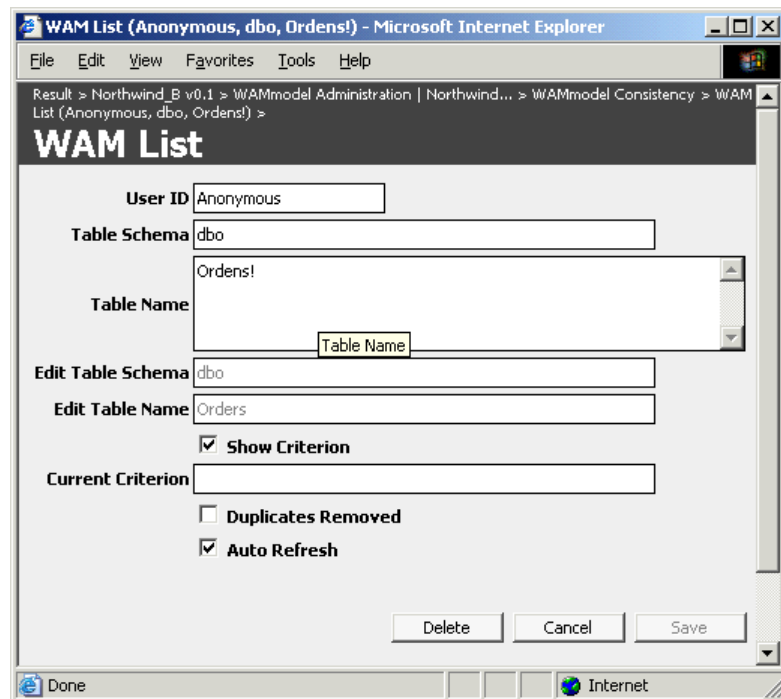 WAM List (Anonymous, dbo, Ordens!) - Microsoft Internet Explorer
File Edit View Favorites Tools Help
Result > Northwind_B v0.1 > WAMmodel Administration | Northwind... > WAMmodel Consistency > WAM
List (Anonymous, dbo, Ordens!) >
WAM List
User ID Anonymous
Table Schema dbo
Ordens!
Table Name
Table Name
Edit Table Schema dbo
Edit Table Name Orders
Show Criterion
Current Criterion
Duplicates Removed
Auto Refresh
Delete Cancel Save
Done Internet